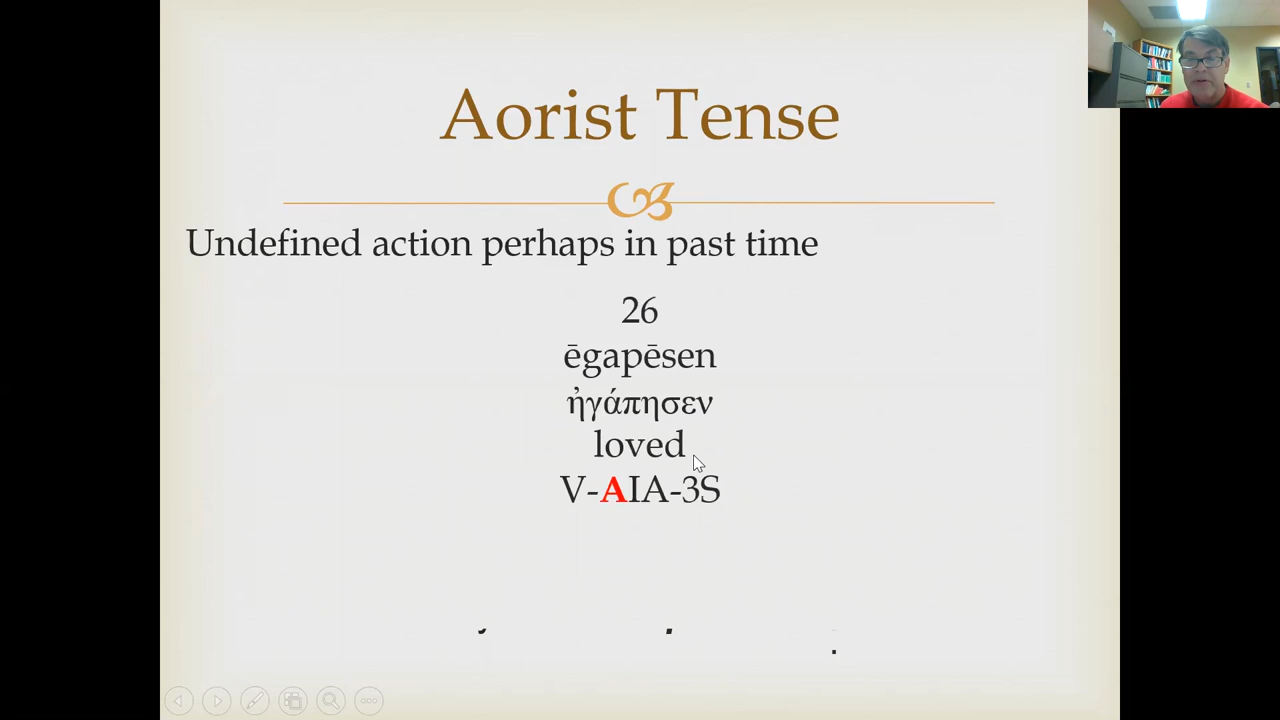 Aorist Tense
Undefined action perhaps in past time
26
ēgapēsen
ἠγάπησεν
loved
V-AIA-3S